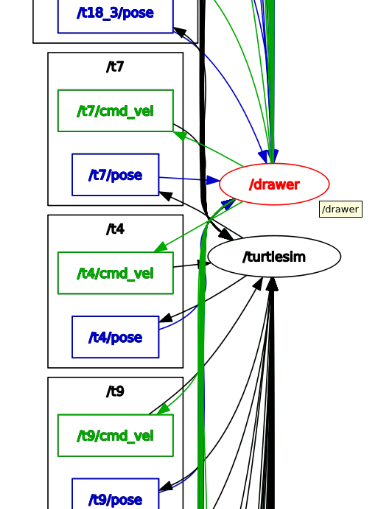 /t18_3/pose
/t7
/t7/cmd_vel
/t7/pose
/drawer
/drawer
/t4
/turtlesim
/t4/cmd_vel
/t4/pose
/t9
/t9/cmd_vel
/t9/pose